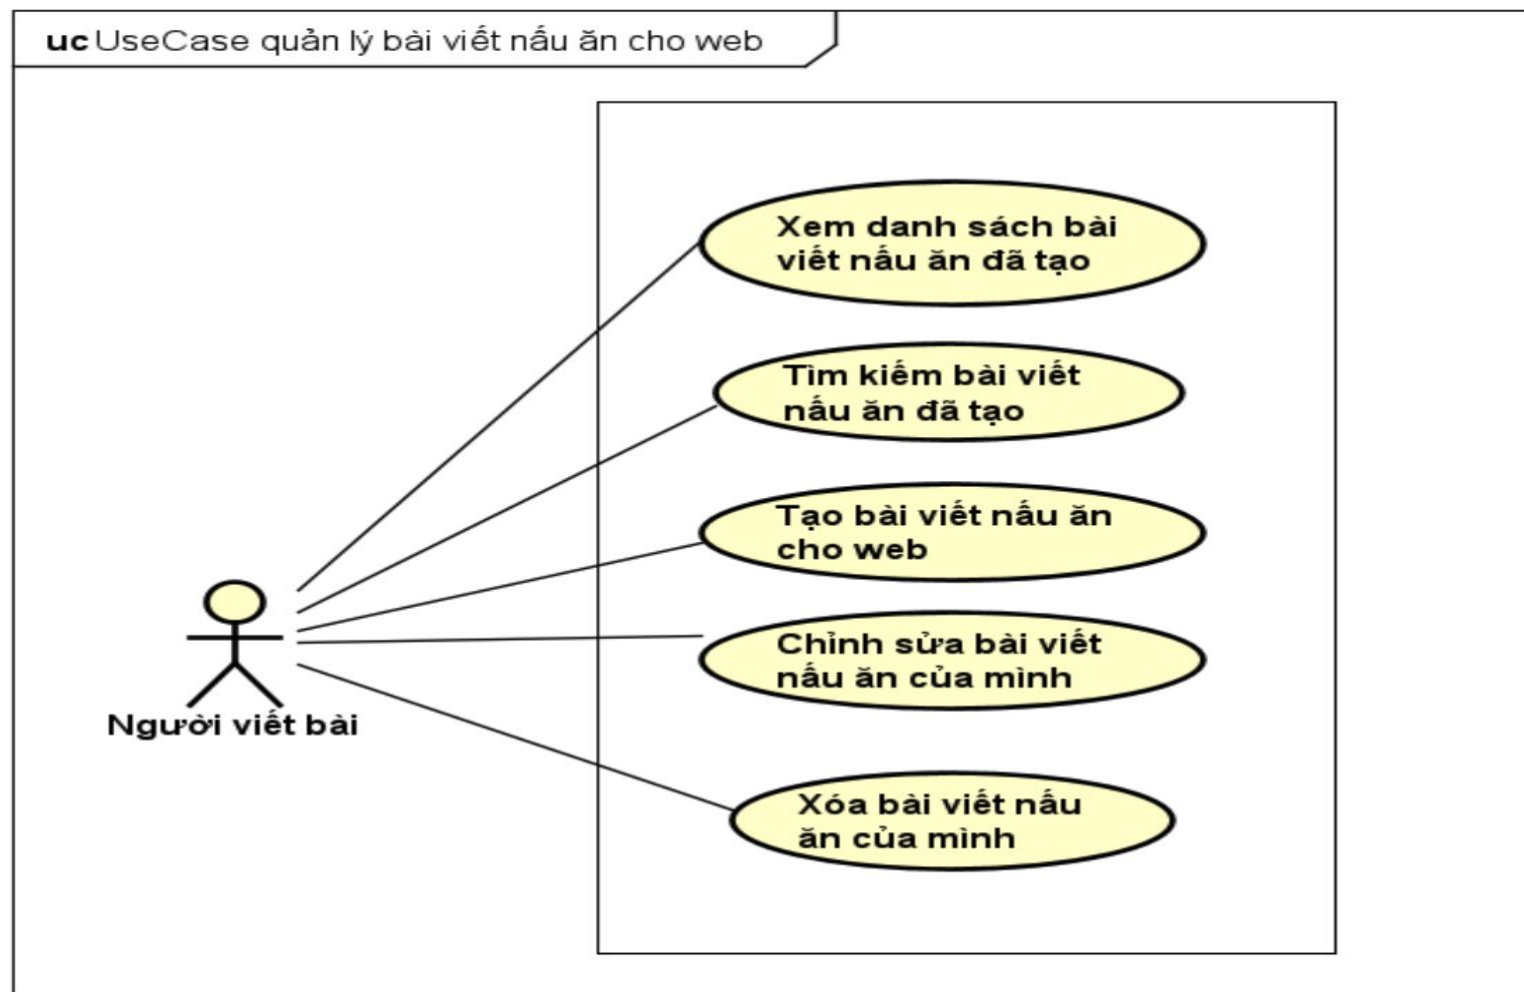 uc UseCase quản lý bài viết nấu ăn cho web
Xem danh sách bài
viết nấu ăn đã tạo
Tìm kiếm bài viết
nấu ăn đã tạo
Tạo bài viết nấu ăn
cho web
Chỉnh sửa bài viết
nấu ăn của mình
Người viết bài
Xóa bài viết nấu
ăn của mình